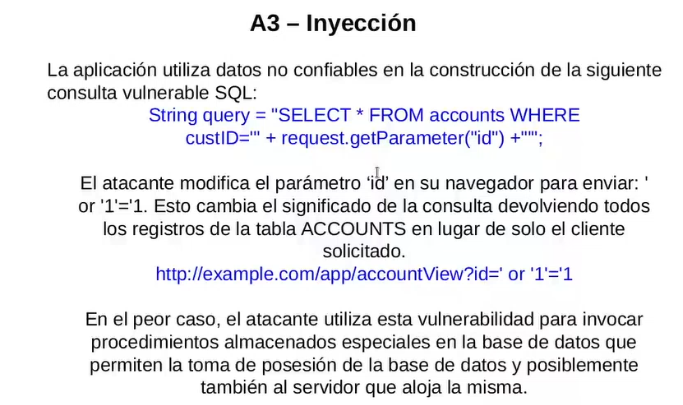 A3 – Inyección
La aplicación utiliza datos no confiables en la construcción de la siguiente
consulta vulnerable SQL:
String query = "SELECT * FROM accounts WHERE
custID='" + request.getParameter("id") +"'";
El atacante modifica el parámetro ‘id’ en su navegador para enviar: '
or '1'='1. Esto cambia el significado de la consulta devolviendo todos
los registros de la tabla ACCOUNTS en lugar de solo el cliente
solicitado.
http://example.com/app/accountView?id=' or '1'='1
En el peor caso, el atacante utiliza esta vulnerabilidad para invocar
procedimientos almacenados especiales en la base de datos que
permiten la toma de posesión de la base de datos y posiblemente
también al servidor que aloja la misma.